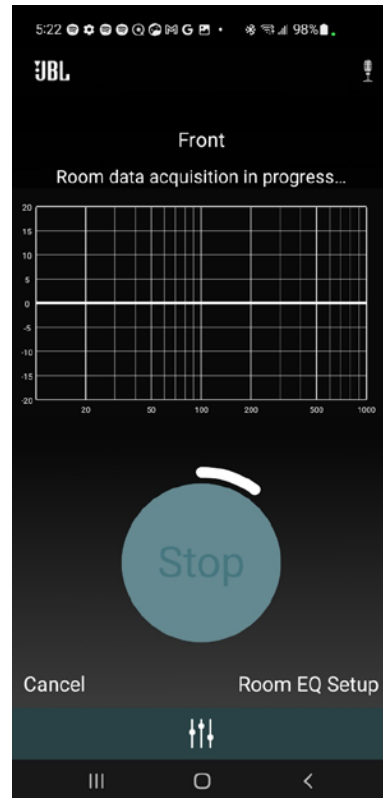 5:22 98%
JBL
Front
Room data acquisition in progress...
20
15
10
5
0
-5
-10
-15
-20
20 50 100 200 500 1000
Stop
Cancel Room EQ Setup